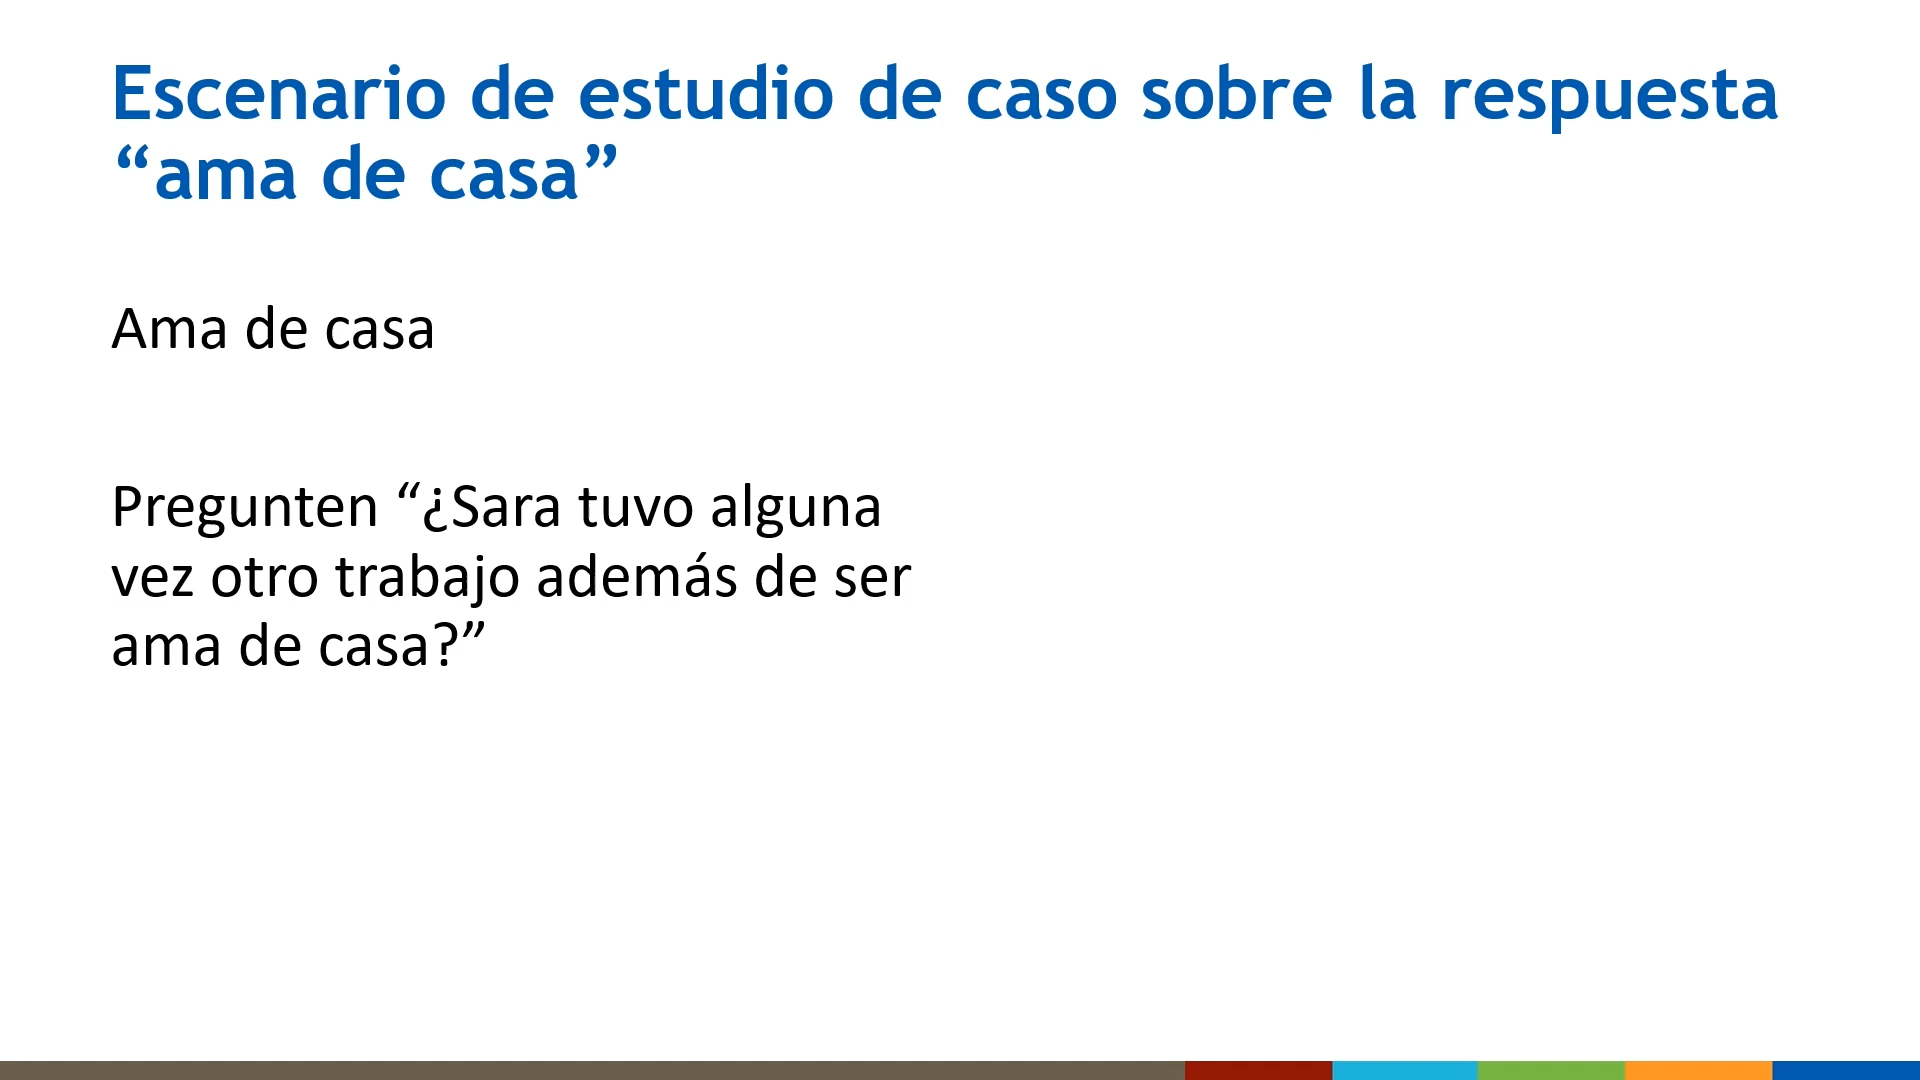 Escenario de estudio de caso sobre la respuesta
“ama de casa”
Ama de casa
Pregunten “¿Sara tuvo alguna
vez otro trabajo además de ser
ama de casa?”